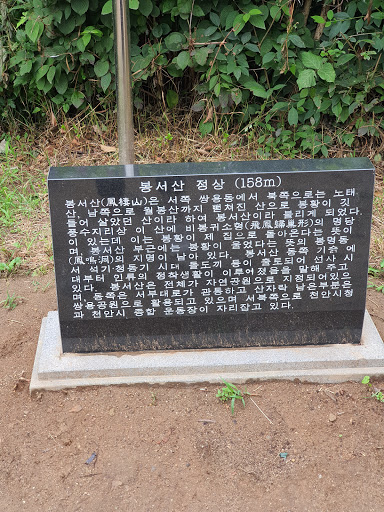 봉서산 정상 (158m)
봉서산(鳳棲山)은 서쪽 쌍용동에서 북쪽으로는 노태
산, 남쪽으로 월봉산까지 뻗쳐진 산으로 봉황이 깃
들어 살았던 산이라 하여 봉서산이라 불리게 되었다.
풍수지리상 이 산에 비봉귀소형(飛鳳歸巢形)의 명당
이 있는데 이는 봉황이 제 집으로 돌아온다는 뜻이
며, 봉서산 부근에는 봉황이 울었다는 뜻의 봉명동
(鳳鳴洞)의 지명이 남아 있다. 봉서산 동쪽 기슭 에
서 석기·청동기 시대 돌도끼 등이 출토되어 선사 시
대부터 인류의 정착생활이 이루어졌음을 말해 주고
있다. 봉서산은 전체가 자연공원으로 지정되어있으
며, 동쪽은 서부대로가 관통하고 산자락 남은부분은
쌍용공원으로 활용되고 있으며 서북쪽으로 천안시청
과 천안시 종합 운동장이 자리잡고 있다.